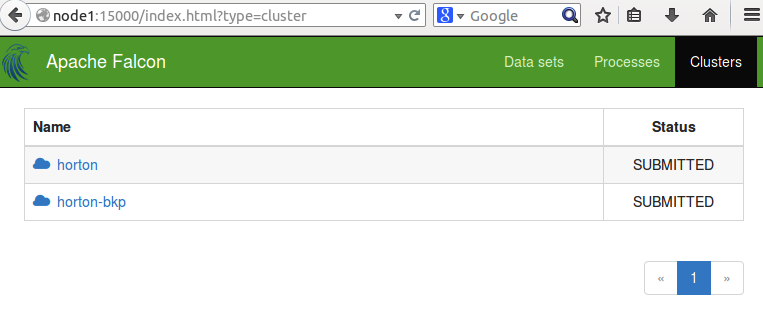 node1:15000/index.html?type=cluster
Google
Apache Falcon
Data sets Processes Clusters
Name Status
horton SUBMITTED
horton-bkp SUBMITTED
« 1 »